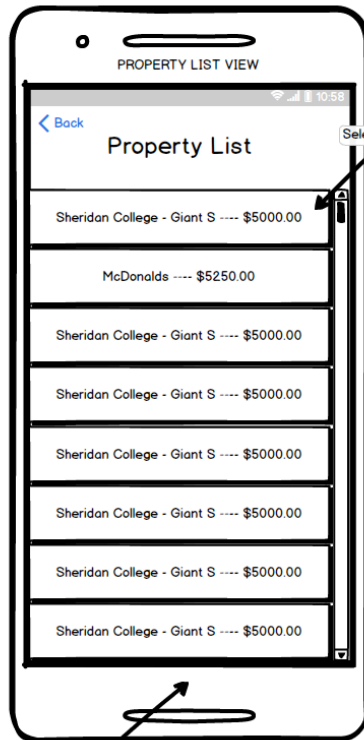 PROPERTY LIST VIEW
10:58
Back
Property List
Sheridan College - Giant S ---- $5000.00
McDonalds ---- $5250.00
Sheridan College - Giant S ---- $5000.00
Sheridan College - Giant S ---- $5000.00
Sheridan College - Giant S ---- $5000.00
Sheridan College - Giant S ---- $5000.00
Sheridan College - Giant S ---- $5000.00
Sheridan College - Giant S ---- $5000.00